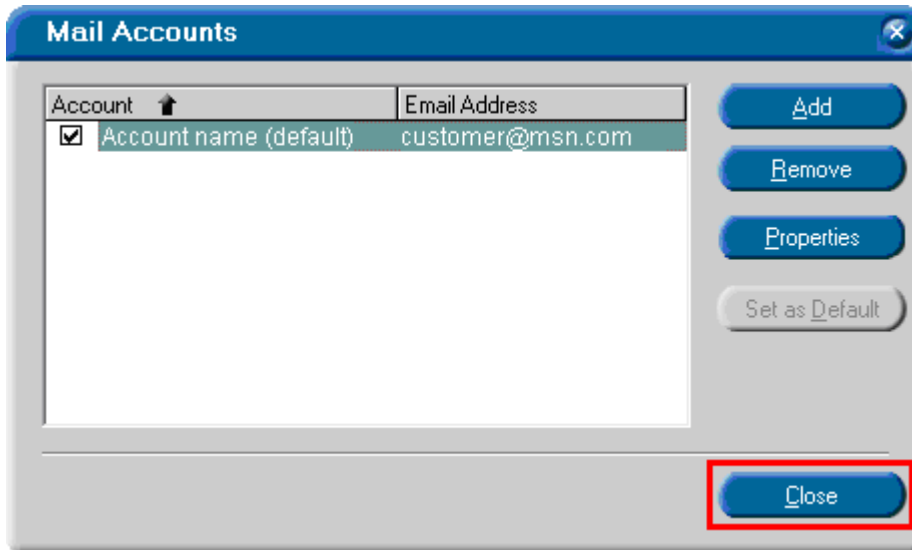 Mail Accounts
Account Email Address
Account name (default) customer@msn.com
Add
Remove
Properties
Set as Default
Close